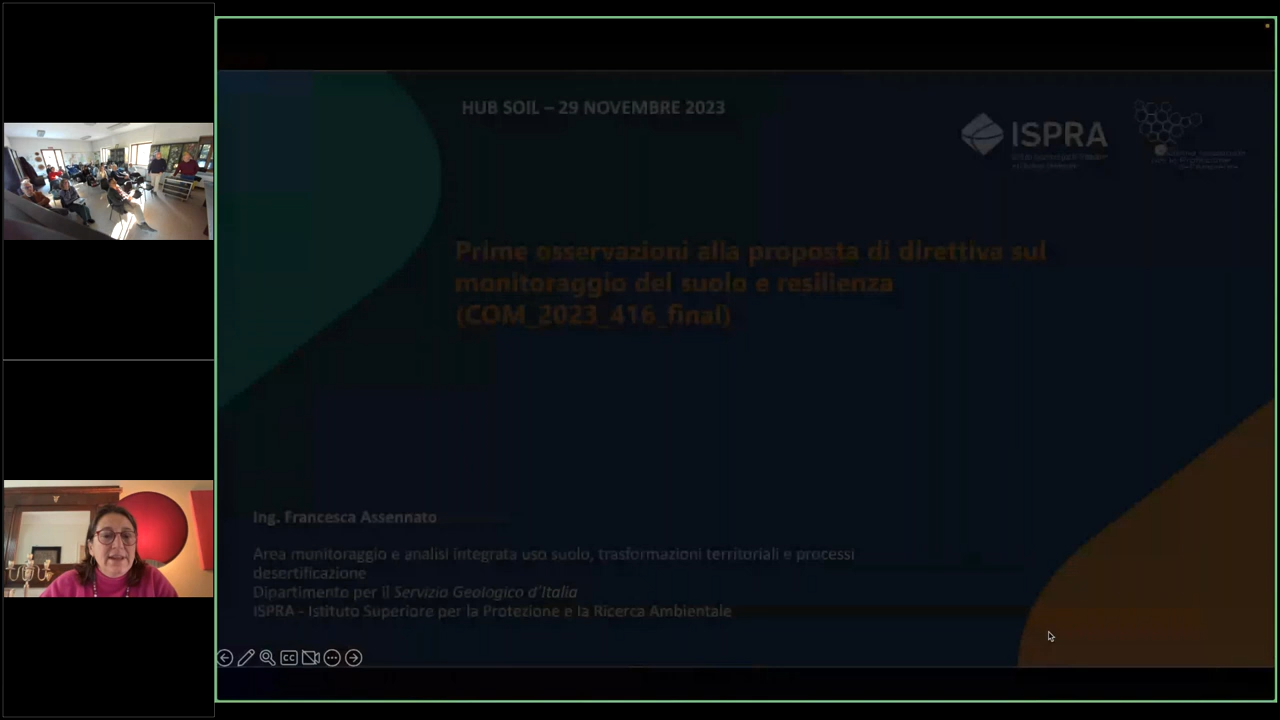 HUB SOIL – 29 NOVEMBRE 2023
ISPRA
Prime osservazioni alla proposta di direttiva sul
monitoraggio del suolo e resilienza
(COM_2023_416_final)
Ing. Francesca Assennato
Area monitoraggio e analisi integrata uso suolo, trasformazioni territoriali e processi
desertificazione
Dipartimento per il Servizio Geologico d'Italia
ISPRA - Istituto Superiore per la Protezione e la Ricerca Ambientale
CC